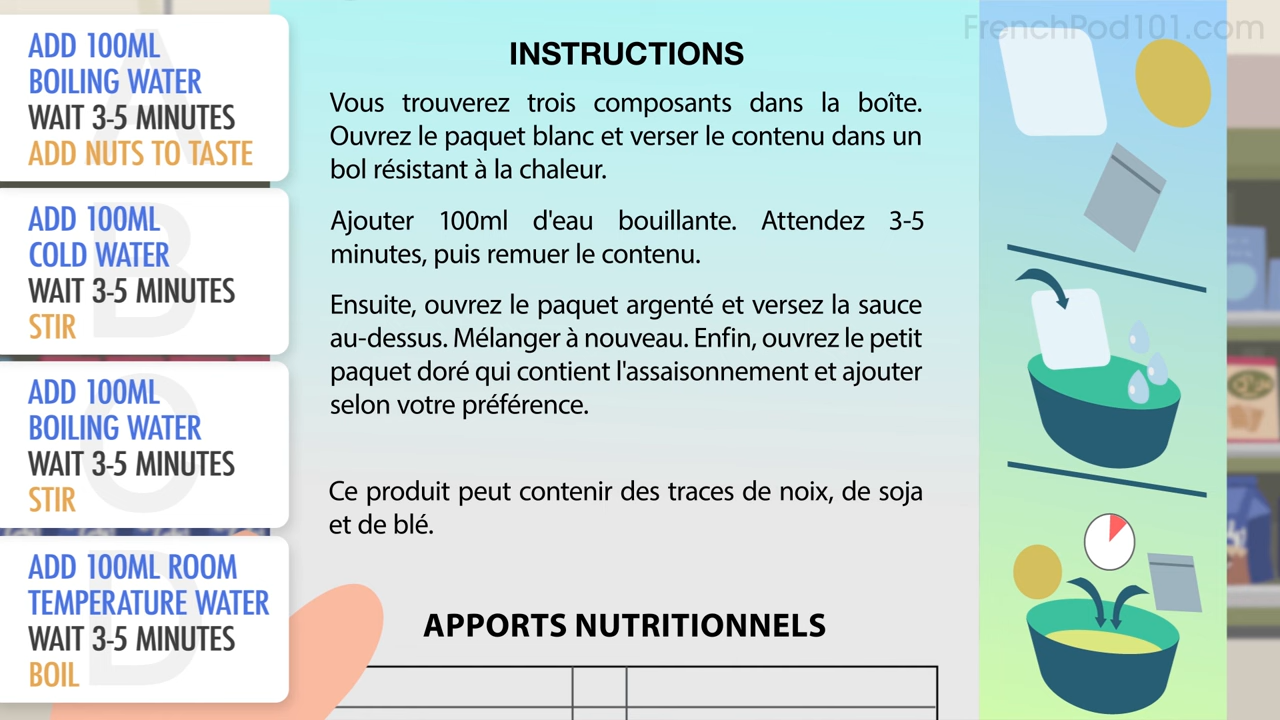 FrenchPod101.com
ADD 100ML
BOILING WATER
WAIT 3-5 MINUTES
ADD NUTS TO TASTE
A
ADD 100ML
COLD WATER
WAIT 3-5 MINUTES
STIR
B
ADD 100ML
BOILING WATER
WAIT 3-5 MINUTES
STIR
C
ADD 100ML ROOM
TEMPERATURE WATER
WAIT 3-5 MINUTES
BOIL
D
INSTRUCTIONS
Vous trouverez trois composants dans la boîte.
Ouvrez le paquet blanc et verser le contenu dans un
bol résistant à la chaleur.
Ajouter 100ml d'eau bouillante. Attendez 3-5
minutes, puis remuer le contenu.
Ensuite, ouvrez le paquet argenté et versez la sauce
au-dessus. Mélanger à nouveau. Enfin, ouvrez le petit
paquet doré qui contient l'assaisonnement et ajouter
selon votre préférence.
Ce produit peut contenir des traces de noix, de soja
et de blé.
APPORTS NUTRITIONNELS